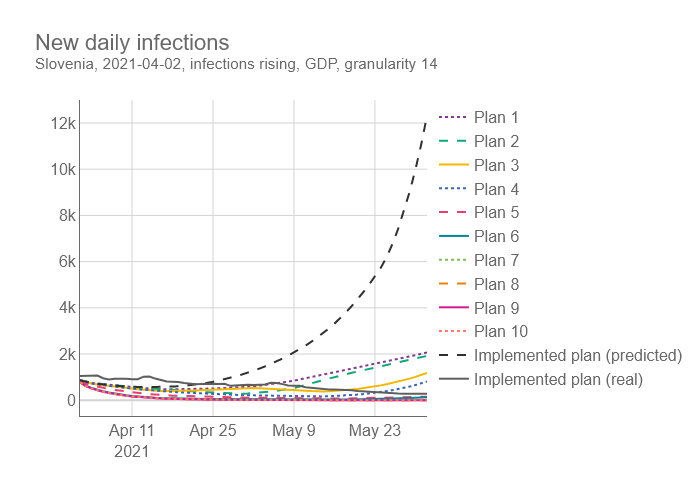 New daily infections
Slovenia, 2021-04-02, infections rising, GDP, granularity 14
12k
10k
8k
6k
4k
2k
0
Apr 11
2021
Apr 25
May 9
May 23
Plan 1
Plan 2
Plan 3
Plan 4
Plan 5
Plan 6
Plan 7
Plan 8
Plan 9
Plan 10
Implemented plan (predicted)
Implemented plan (real)